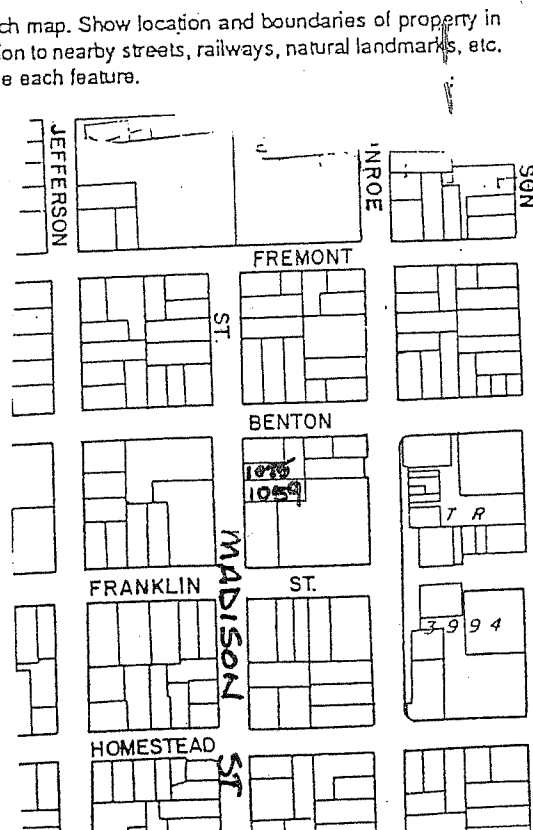 ch map. Show location and boundaries of property in
ion to nearby streets, railways, natural landmarks, etc.
e each feature.
JEFFERSON
NROE
SON
FREMONT
ST.
BENTON
1059
T R
MADISON ST
FRANKLIN ST.
3994
HOMESTEAD